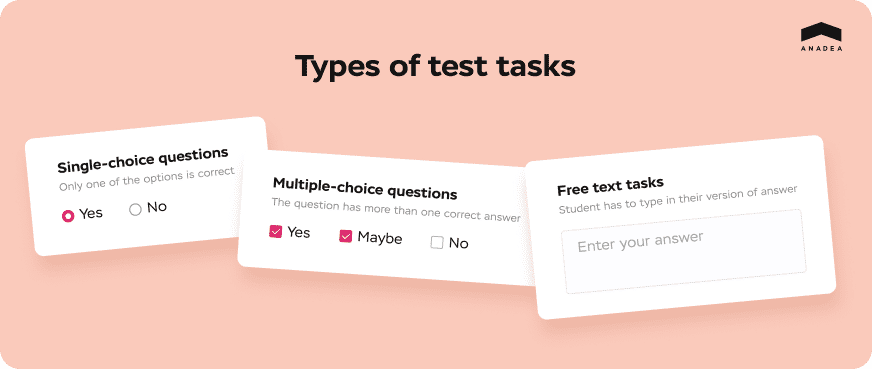 ANADEA
Types of test tasks
Single-choice questions
Only one of the options is correct
Yes No
Multiple-choice questions
The question has more than one correct answer
Yes Maybe No
Free text tasks
Student has to type in their version of answer
Enter your answer